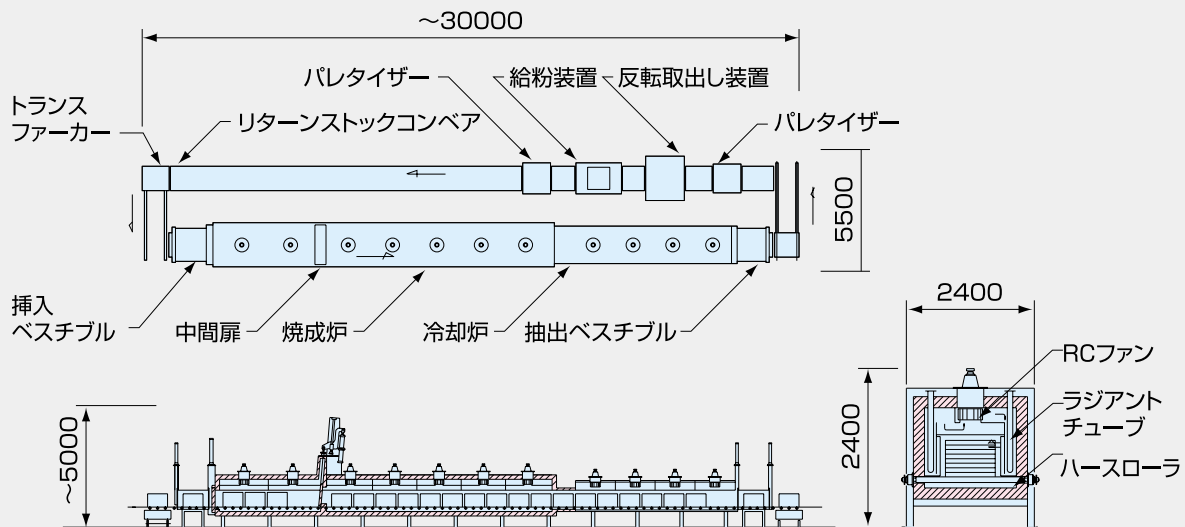 ～30000
パレタイザー
給粉装置
反転取出し装置
トランス
ファーカー
リターンストックコンベア
パレタイザー
5500
挿入
ベスチブル
中間扉
焼成炉
冷却炉
抽出ベスチブル
2400
RCファン
ラジアント
チューブ
ハースローラ
2400
～5000